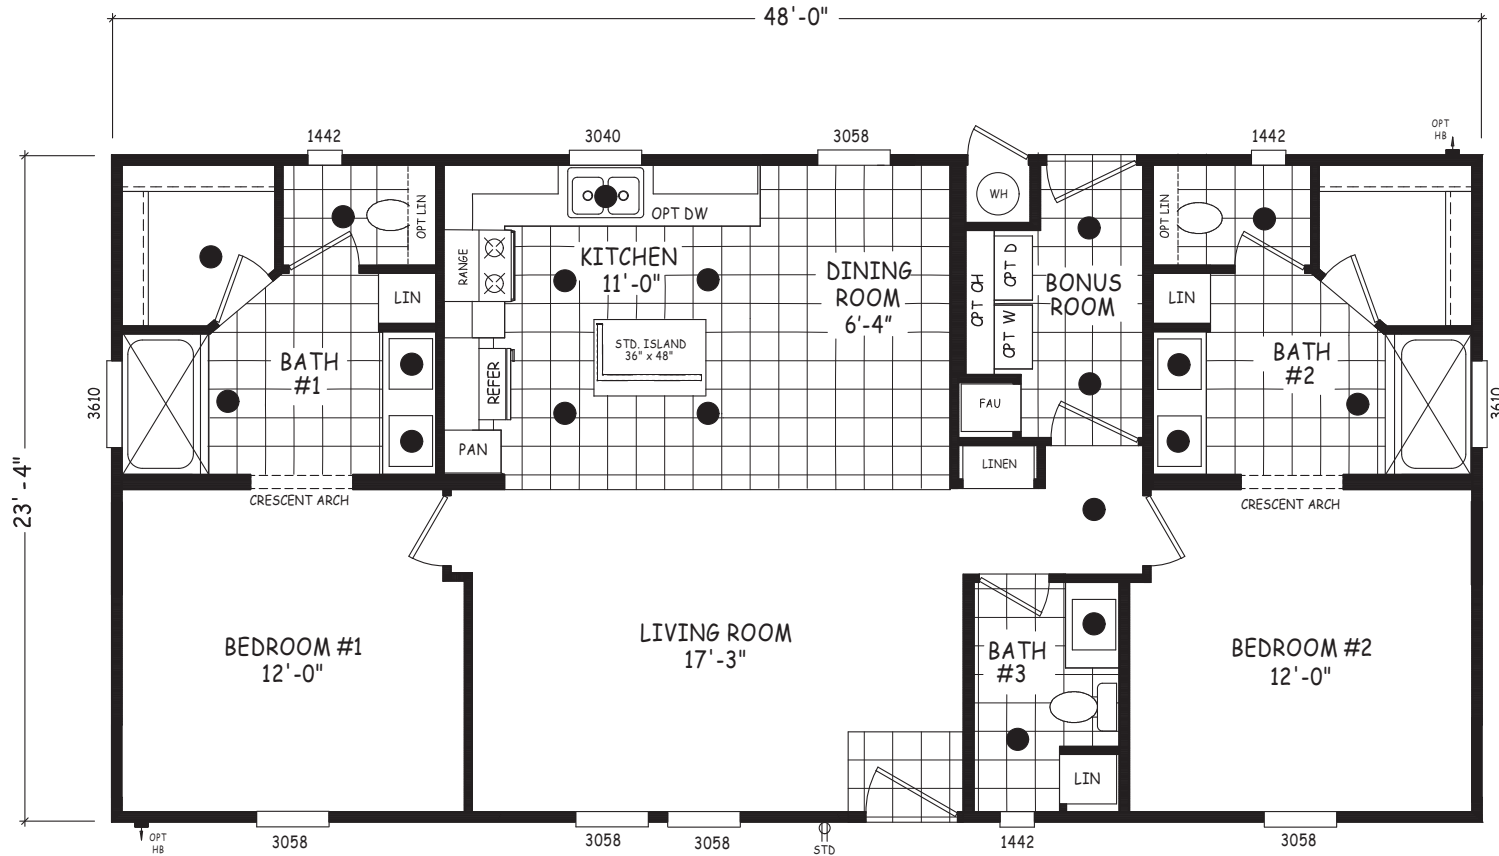 48'-0"
OPT
HB
1442
3040
3058
1442
WH
OPT LIN
OPT DW
OPT LIN
RANGE
KITCHEN
11'-0"
DINING
ROOM
6'-4"
OPT D
OPT OH
BONUS
ROOM
LIN
LIN
OPT W
STD. ISLAND
36" x 48"
BATH
#1
BATH
#2
REFER
3610
3610
FAU
PAN
LINEN
23'-4"
CRESCENT ARCH
CRESCENT ARCH
LIVING ROOM
17'-3"
BEDROOM #1
12'-0"
BATH
#3
BEDROOM #2
12'-0"
LIN
OPT
HB
3058
3058
3058
STD
1442
3058